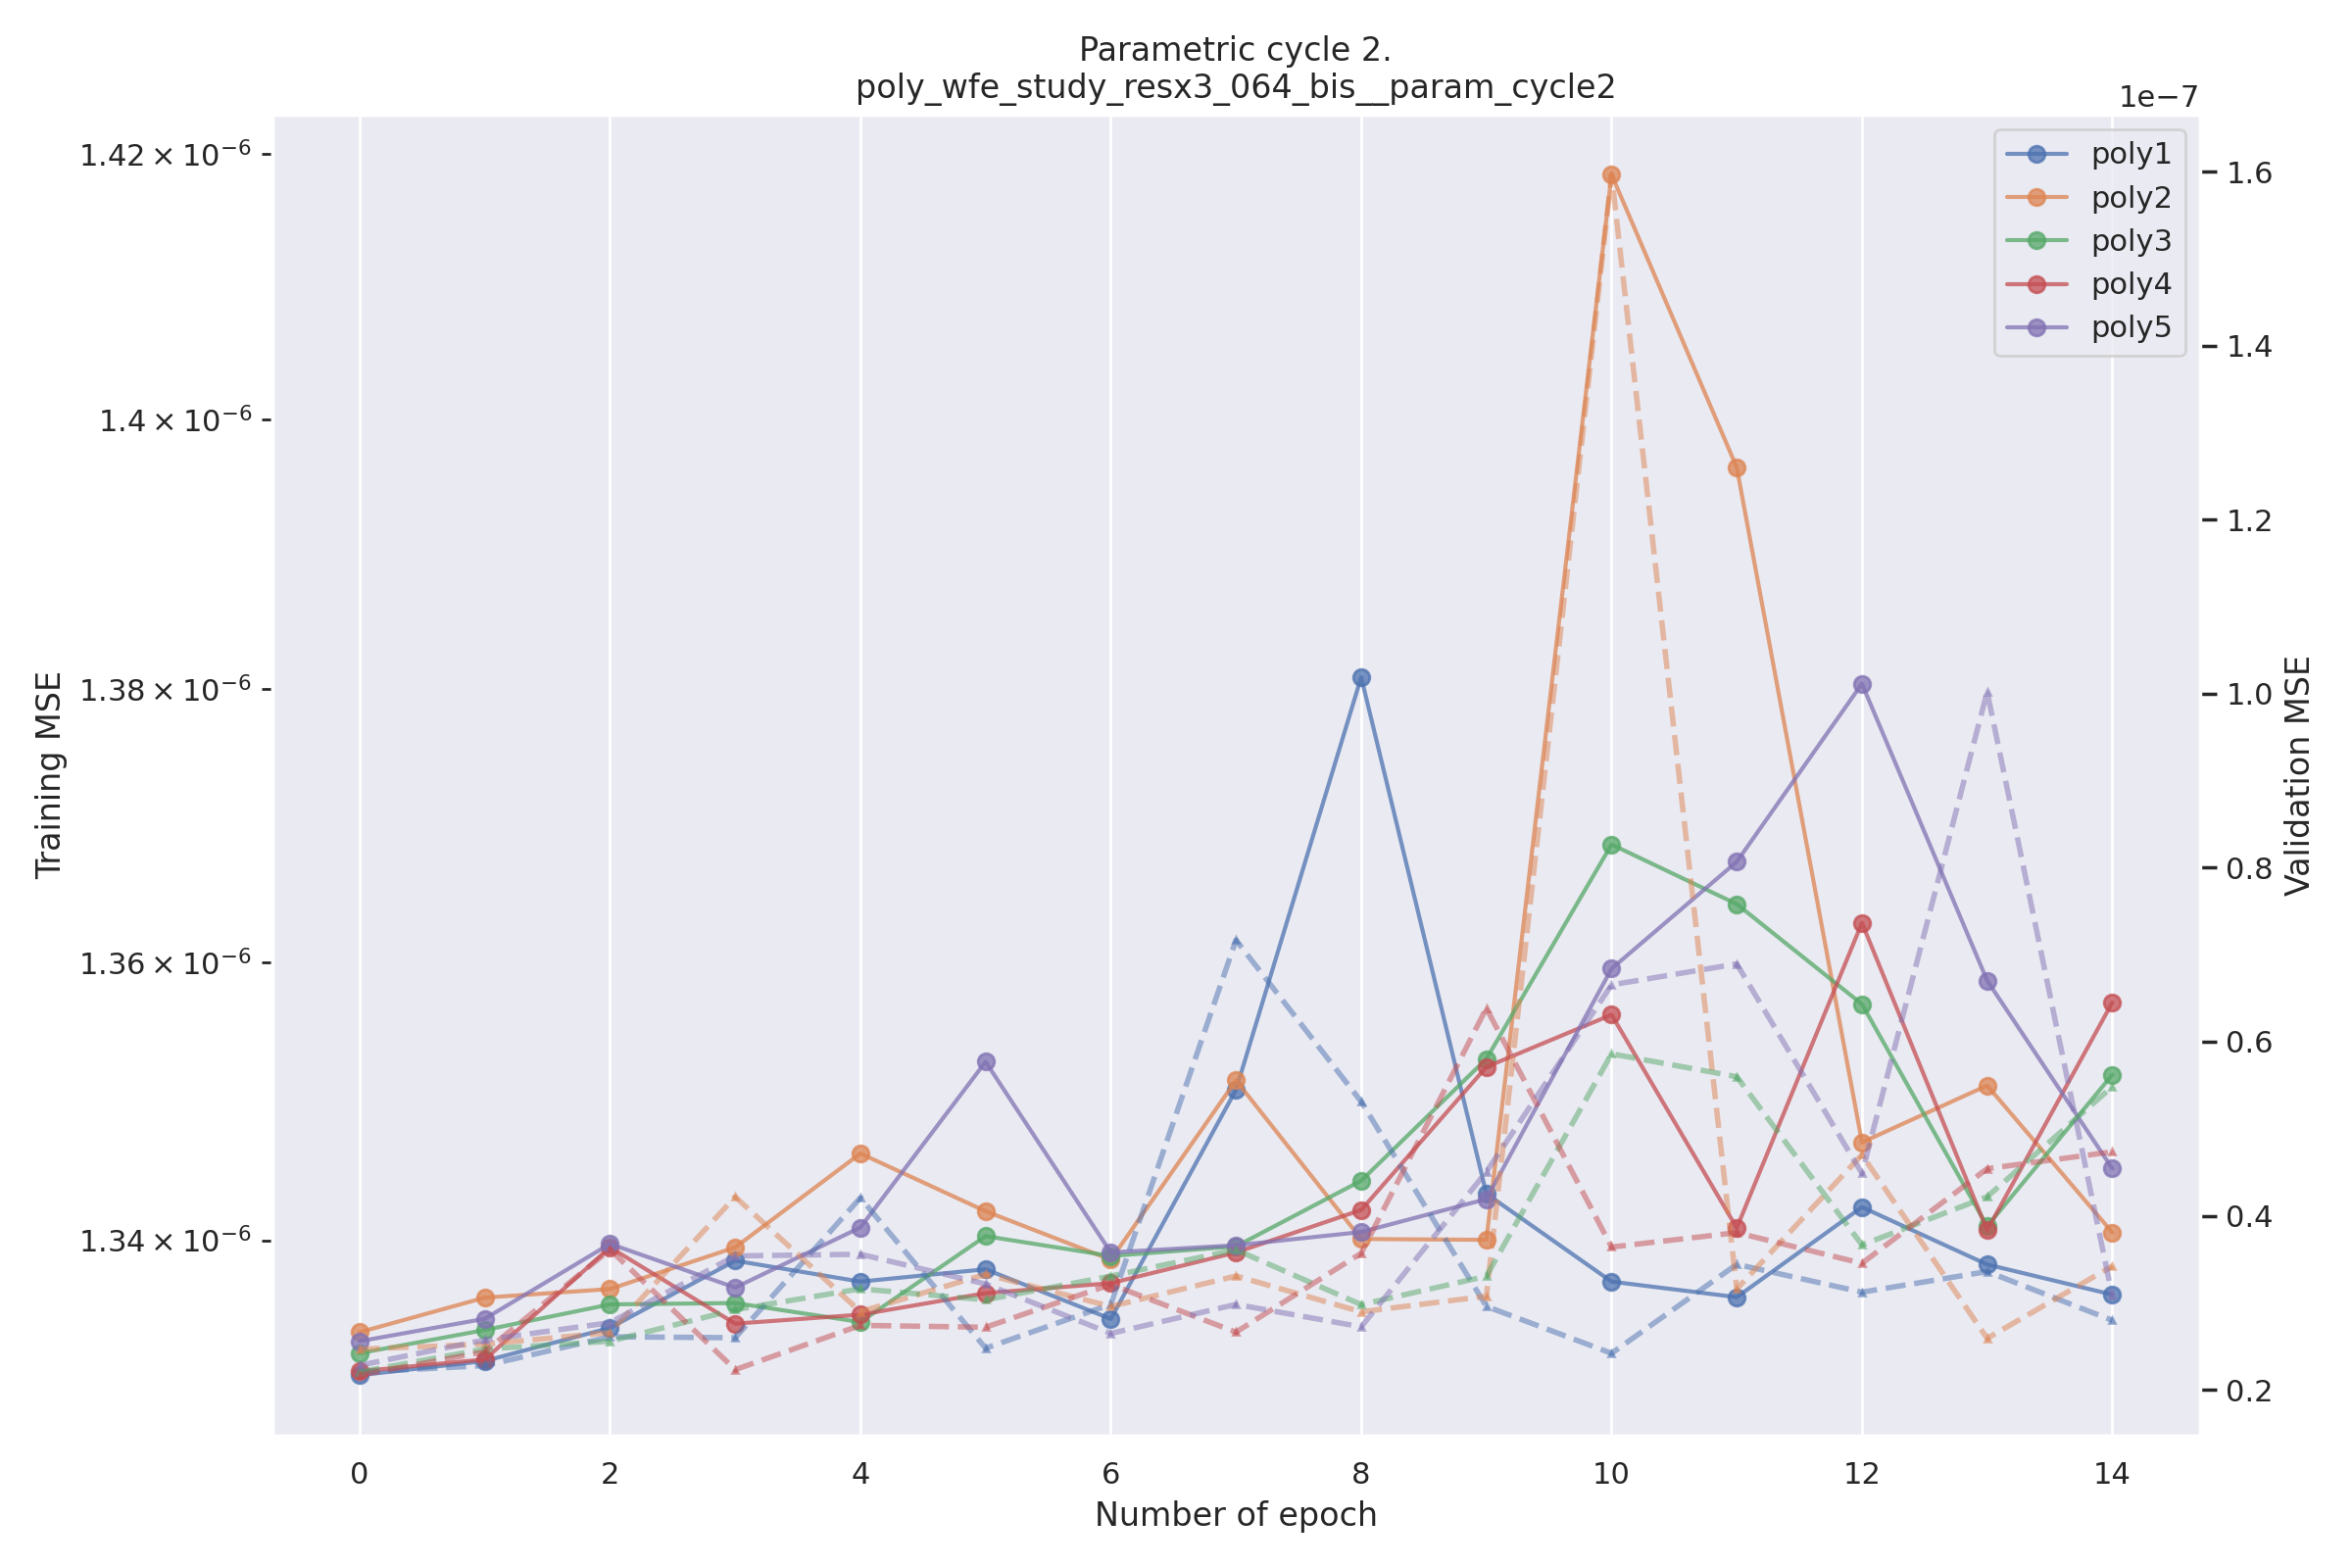 Parametric cycle 2.
poly_wfe_study_resx3_064_bis__param_cycle2
1e−7
1.42 × 10⁻⁶
1.4 × 10⁻⁶
1.38 × 10⁻⁶
1.36 × 10⁻⁶
1.34 × 10⁻⁶
Training MSE
poly1
poly2
poly3
poly4
poly5
1.6
1.4
1.2
1.0
0.8
0.6
0.4
0.2
Validation MSE
0 2 4 6 8 10 12 14
Number of epoch